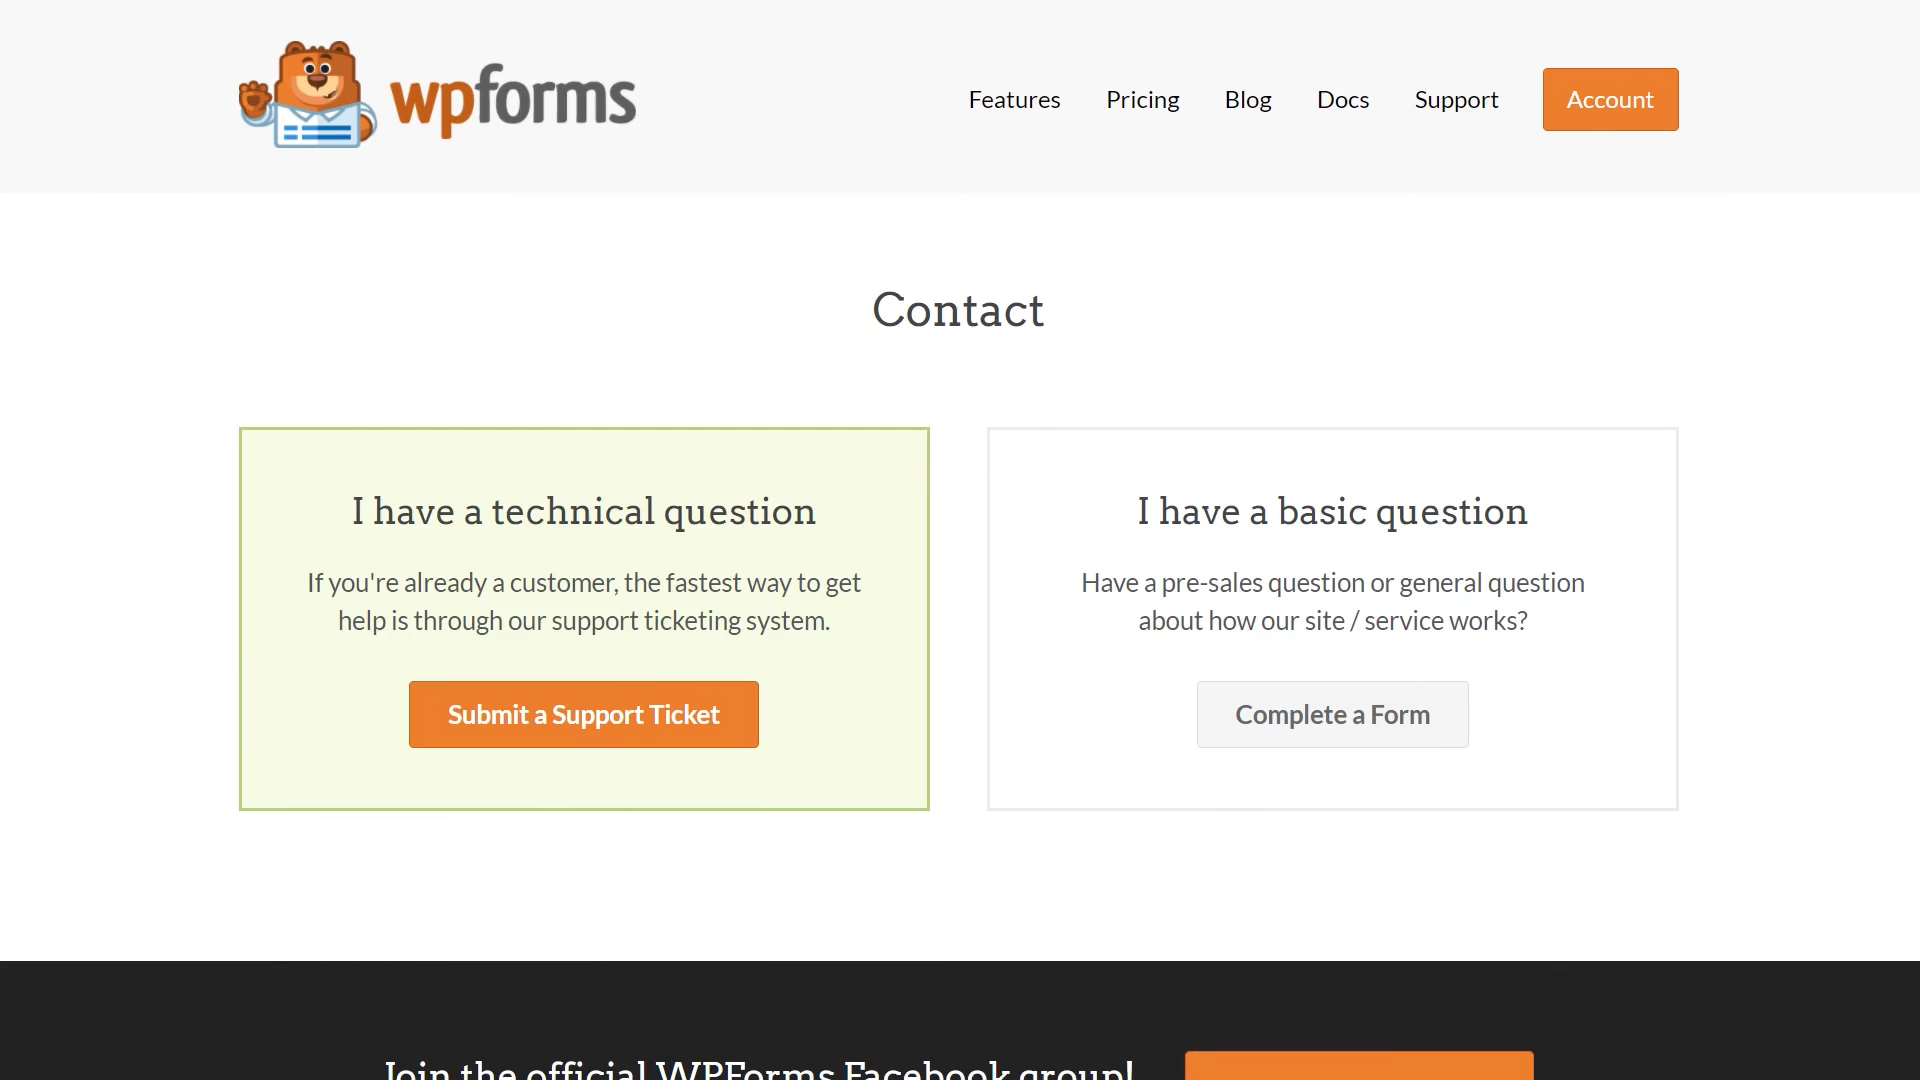 wpforms
Features
Pricing
Blog
Docs
Support
Account
Contact
I have a technical question
If you're already a customer, the fastest way to get
help is through our support ticketing system.
Submit a Support Ticket
I have a basic question
Have a pre-sales question or general question
about how our site / service works?
Complete a Form
Join the official WPForms Facebook group!